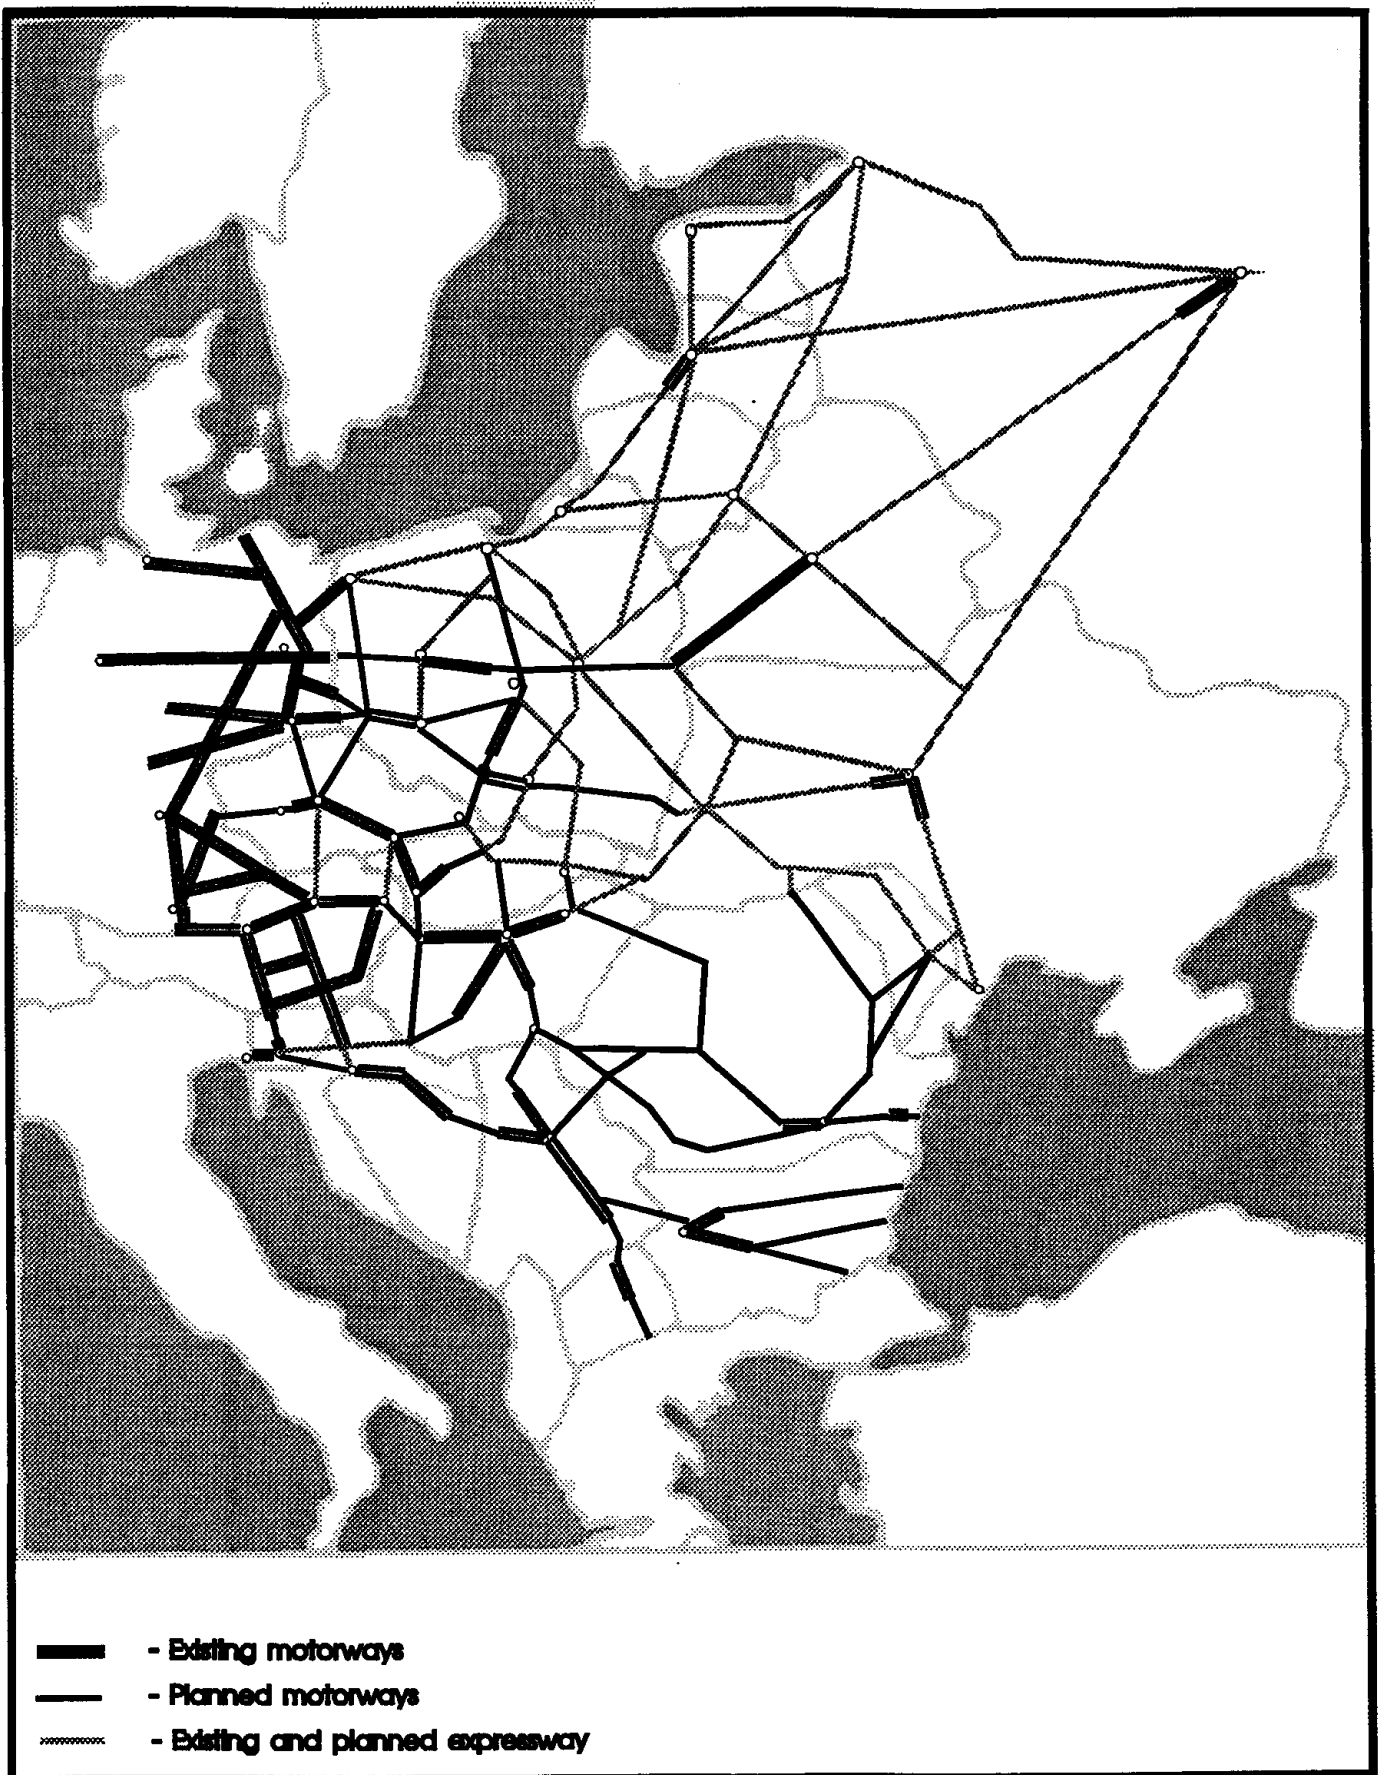 - Existing motorways
- Planned motorways
- Existing and planned expressway